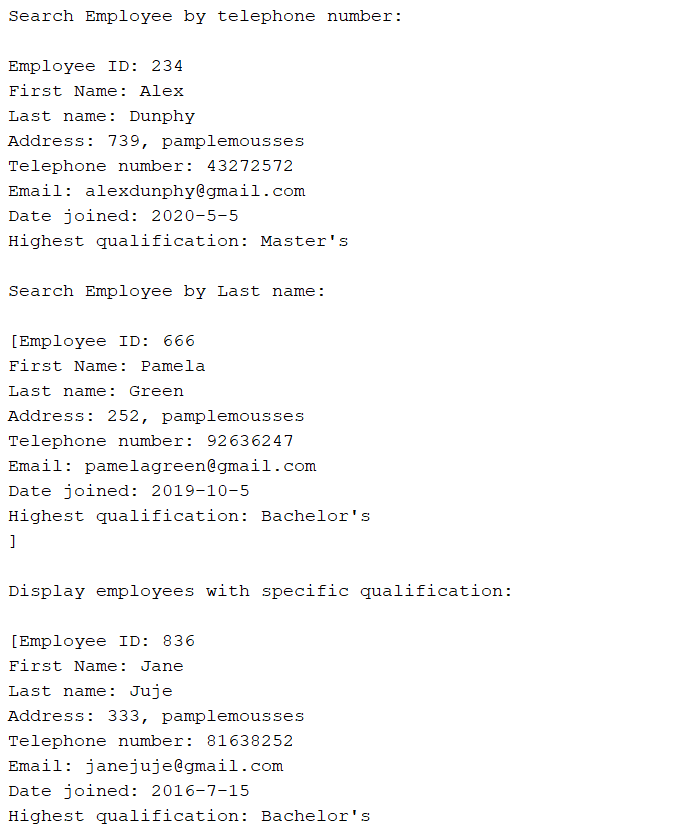 Search Employee by telephone number:
Employee ID: 234
First Name: Alex
Last name: Dunphy
Address: 739, pamplemousses
Telephone number: 43272572
Email: alexdunphy@gmail.com
Date joined: 2020-5-5
Highest qualification: Master's
Search Employee by Last name:
[Employee ID: 666
First Name: Pamela
Last name: Green
Address: 252, pamplemousses
Telephone number: 92636247
Email: pamelagreen@gmail.com
Date joined: 2019-10-5
Highest qualification: Bachelor's
]
Display employees with specific qualification:
[Employee ID: 836
First Name: Jane
Last name: Juje
Address: 333, pamplemousses
Telephone number: 81638252
Email: janejuje@gmail.com
Date joined: 2016-7-15
Highest qualification: Bachelor's